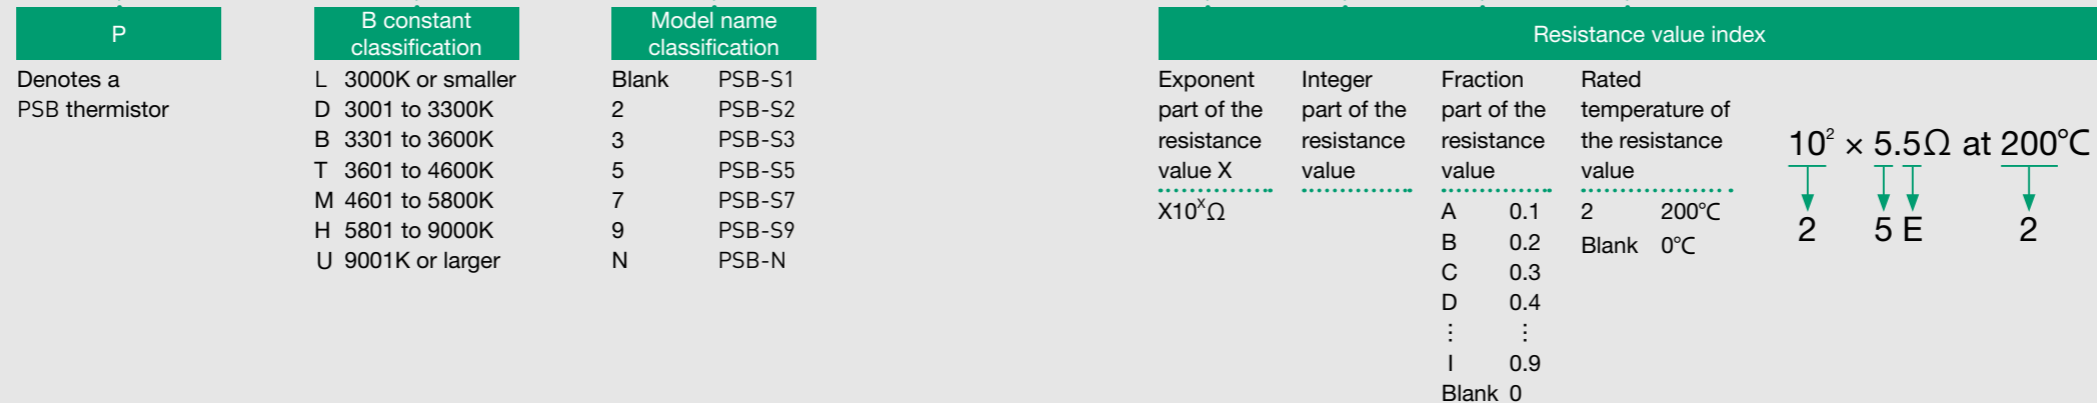 P
Denotes a
PSB thermistor
B constant
classification
L 3000K or smaller
D 3001 to 3300K
B 3301 to 3600K
T 3601 to 4600K
M 4601 to 5800K
H 5801 to 9000K
U 9001K or larger
Model name
classification
Blank PSB-S1
2 PSB-S2
3 PSB-S3
5 PSB-S5
7 PSB-S7
9 PSB-S9
N PSB-N
Resistance value index
Exponent
part of the
resistance
value X
X10ˣΩ
Integer
part of the
resistance
value
Fraction
part of the
resistance
value
A 0.1
B 0.2
C 0.3
D 0.4
⋮ ⋮
I 0.9
Blank 0
Rated
temperature of
the resistance
value
2 200℃
Blank 0℃
10² × 5.5Ω at 200℃
2 5 E 2